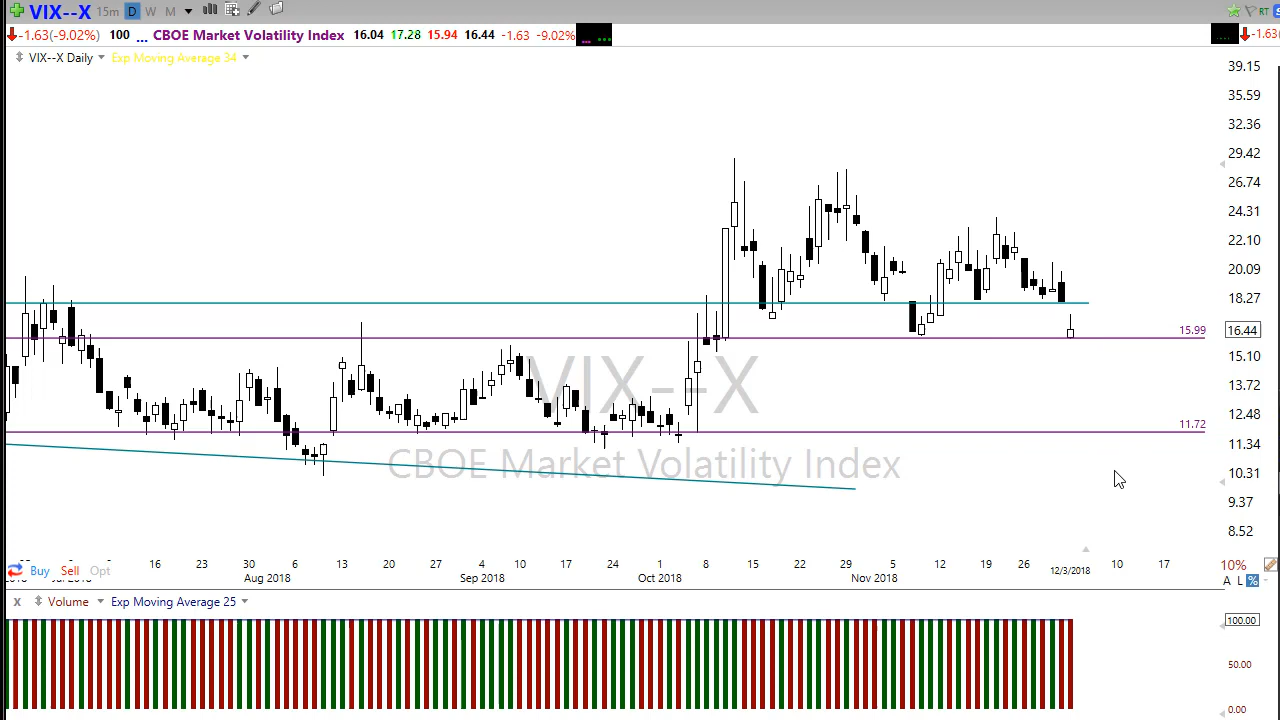 VIX--X 15m D W M RT
-1.63(-9.02%) 100 ... CBOE Market Volatility Index 16.04 17.28 15.94 16.44 -1.63 -9.02% -1.63
VIX--X Daily Exp Moving Average 34
39.15
35.59
32.36
29.42
26.74
24.31
22.10
20.09
18.27
15.99
16.44
15.10
13.72
12.48
11.72
11.34
10.31
9.37
8.52
VIX--X
CBOE Market Volatility Index
16 23 30 6 13 20 27 4 12 17 24 1 8 15 22 29 5 12 19 26 10 17 10%
Buy Sell Opt
Aug 2018 Sep 2018 Oct 2018 Nov 2018 12/3/2018
A L %
X Volume Exp Moving Average 25
100.00
50.00
0.00